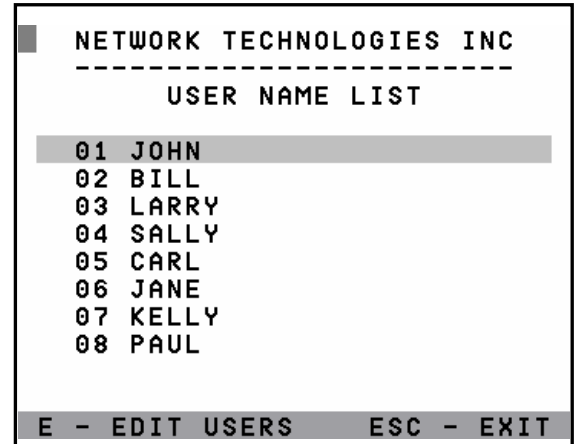 NETWORK TECHNOLOGIES INC
------------------------
USER NAME LIST
01 JOHN
02 BILL
03 LARRY
04 SALLY
05 CARL
06 JANE
07 KELLY
08 PAUL
E - EDIT USERS ESC - EXIT